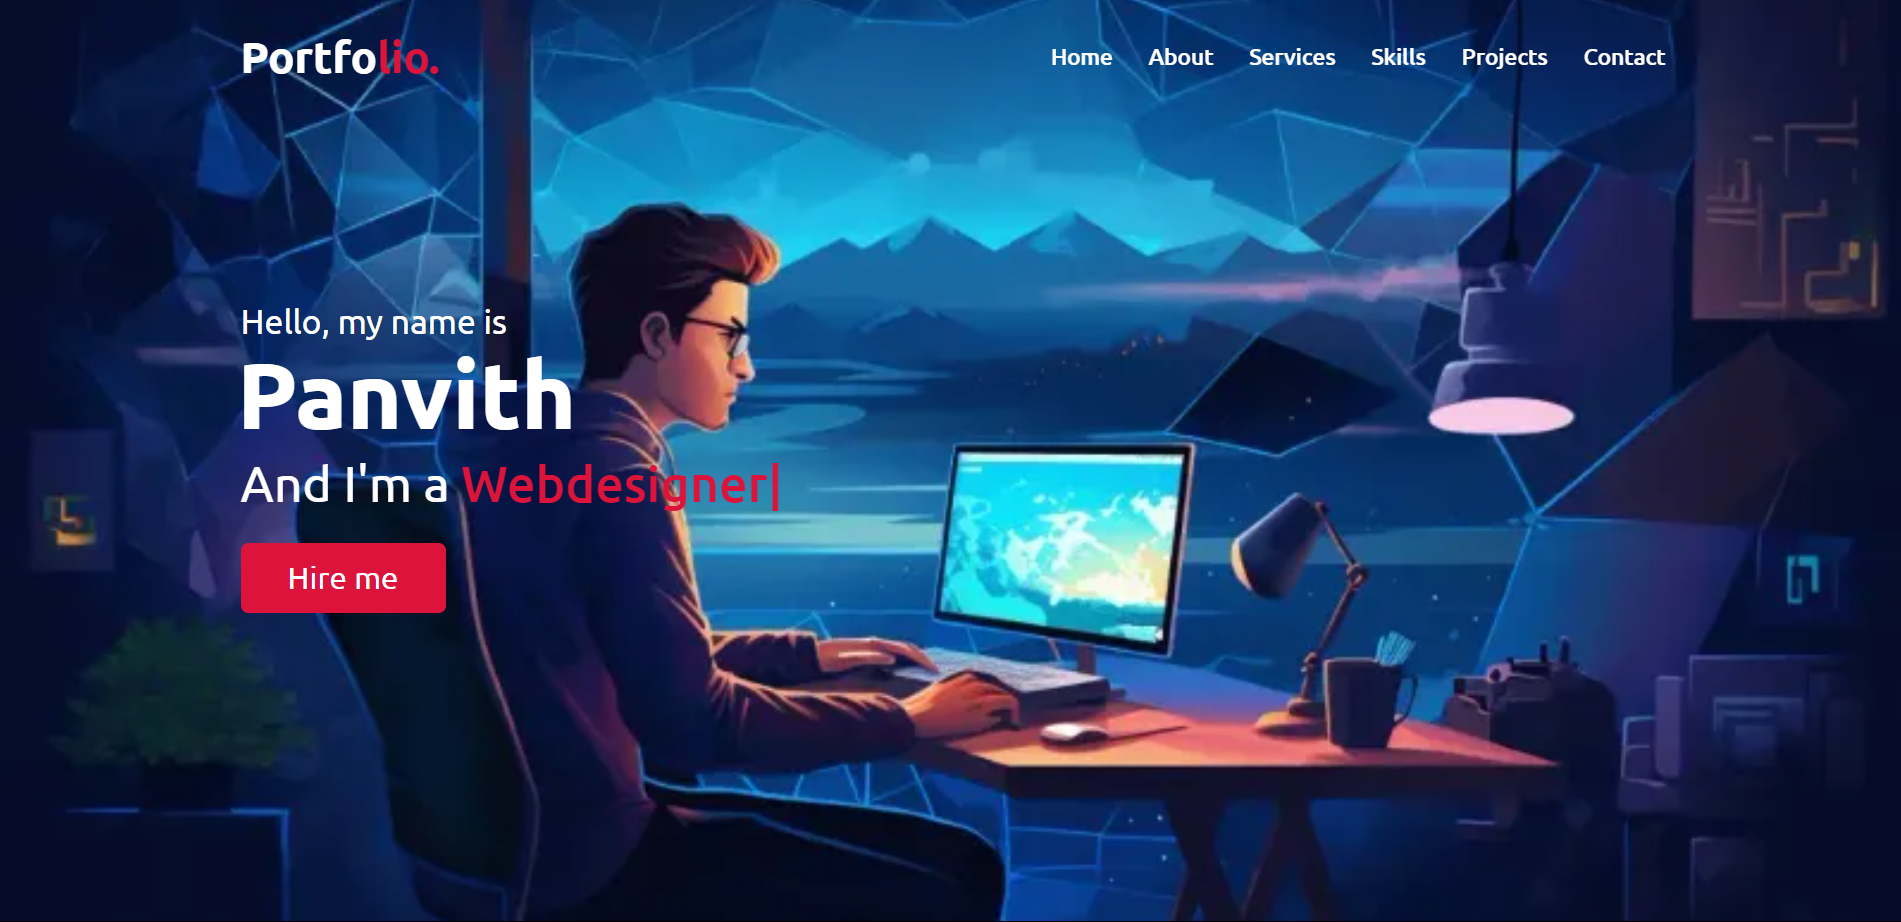 Portfolio.
Home About Services Skills Projects Contact
Hello, my name is
Panvith
And I'm a Webdesigner|
Hire me